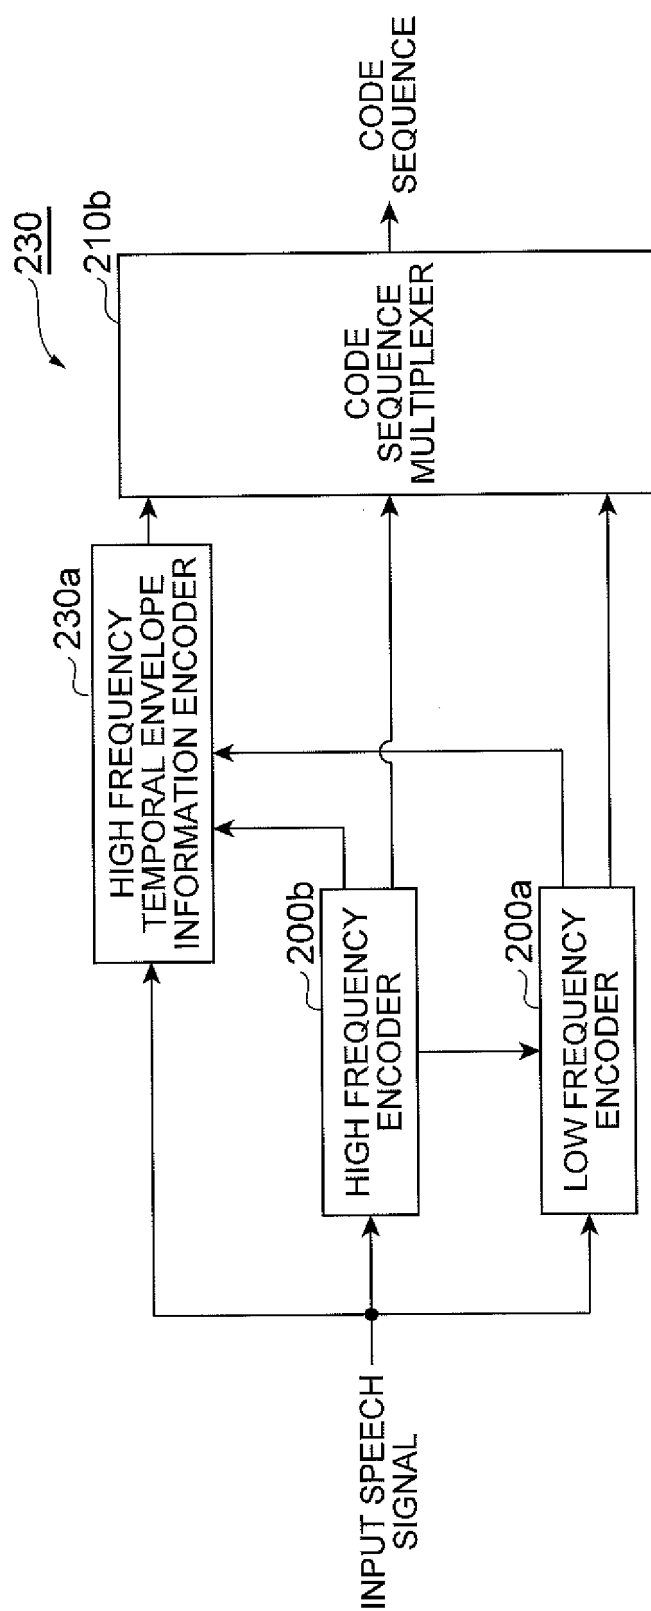 230
INPUT SPEECH
SIGNAL
230a
HIGH FREQUENCY
TEMPORAL ENVELOPE
INFORMATION ENCODER
200b
HIGH FREQUENCY
ENCODER
200a
LOW FREQUENCY
ENCODER
210b
CODE
SEQUENCE
MULTIPLEXER
CODE
SEQUENCE